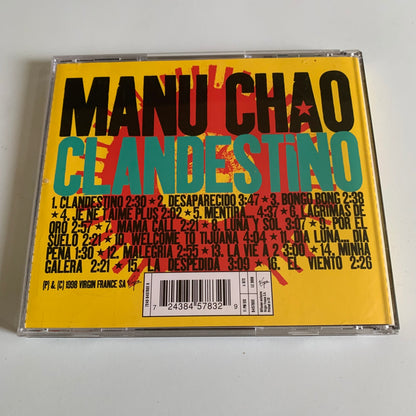 MANU CHAO
CLANDESTiNO
1. CLANDESTINO 2:30 ★ 2. DESAPARECIDO 3:47 ★ 3. BONGO BONG 2:38
★ 4. JE NE T'AIME PLUS 2:02 ★ 5. MENTIRA... 4:37 ★ 6. LAGRIMAS DE
ORO 2:57 ★ 7. MAMA CALL 2:21 ★ 8. LUNA Y SOL 3:07 ★ 9. POR EL
SUELO 2:21 ★ 10. WELCOME TO TIJUANA 4:04 ★ 11. DIA LUNA... DIA
PENA 1:30 ★ 12. MALEGRIA 2:55 ★ 13. LA VIE A 2 3:00 ★ 14. MINHA
GALERA 2:21 ★ 15. LA DESPEDIDA 3:09 ★ 16. EL VIENTO 2:26
(P) & (C) 1998 VIRGIN FRANCE SA
7 24384 57832 9